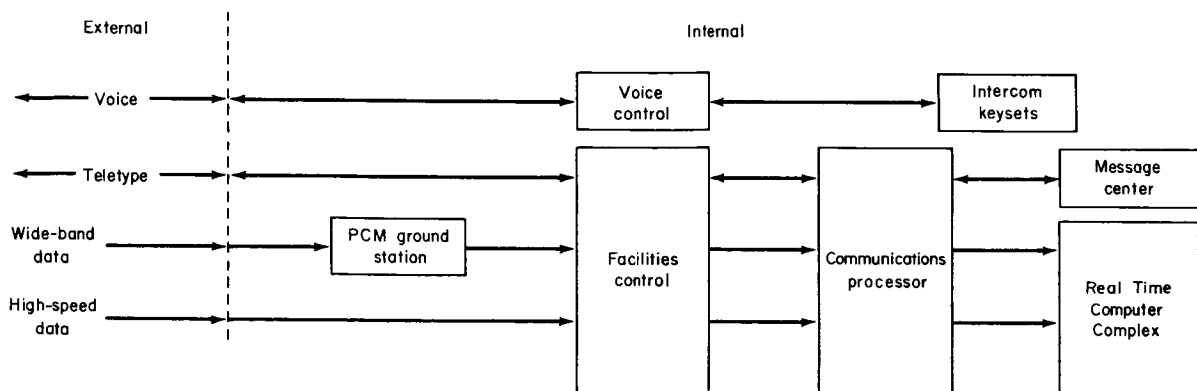 External
Internal
Voice
Voice
control
Intercom
keysets
Teletype
Message
center
Wide-band
data
PCM ground
station
Facilities
control
Communications
processor
High-speed
data
Real Time
Computer
Complex